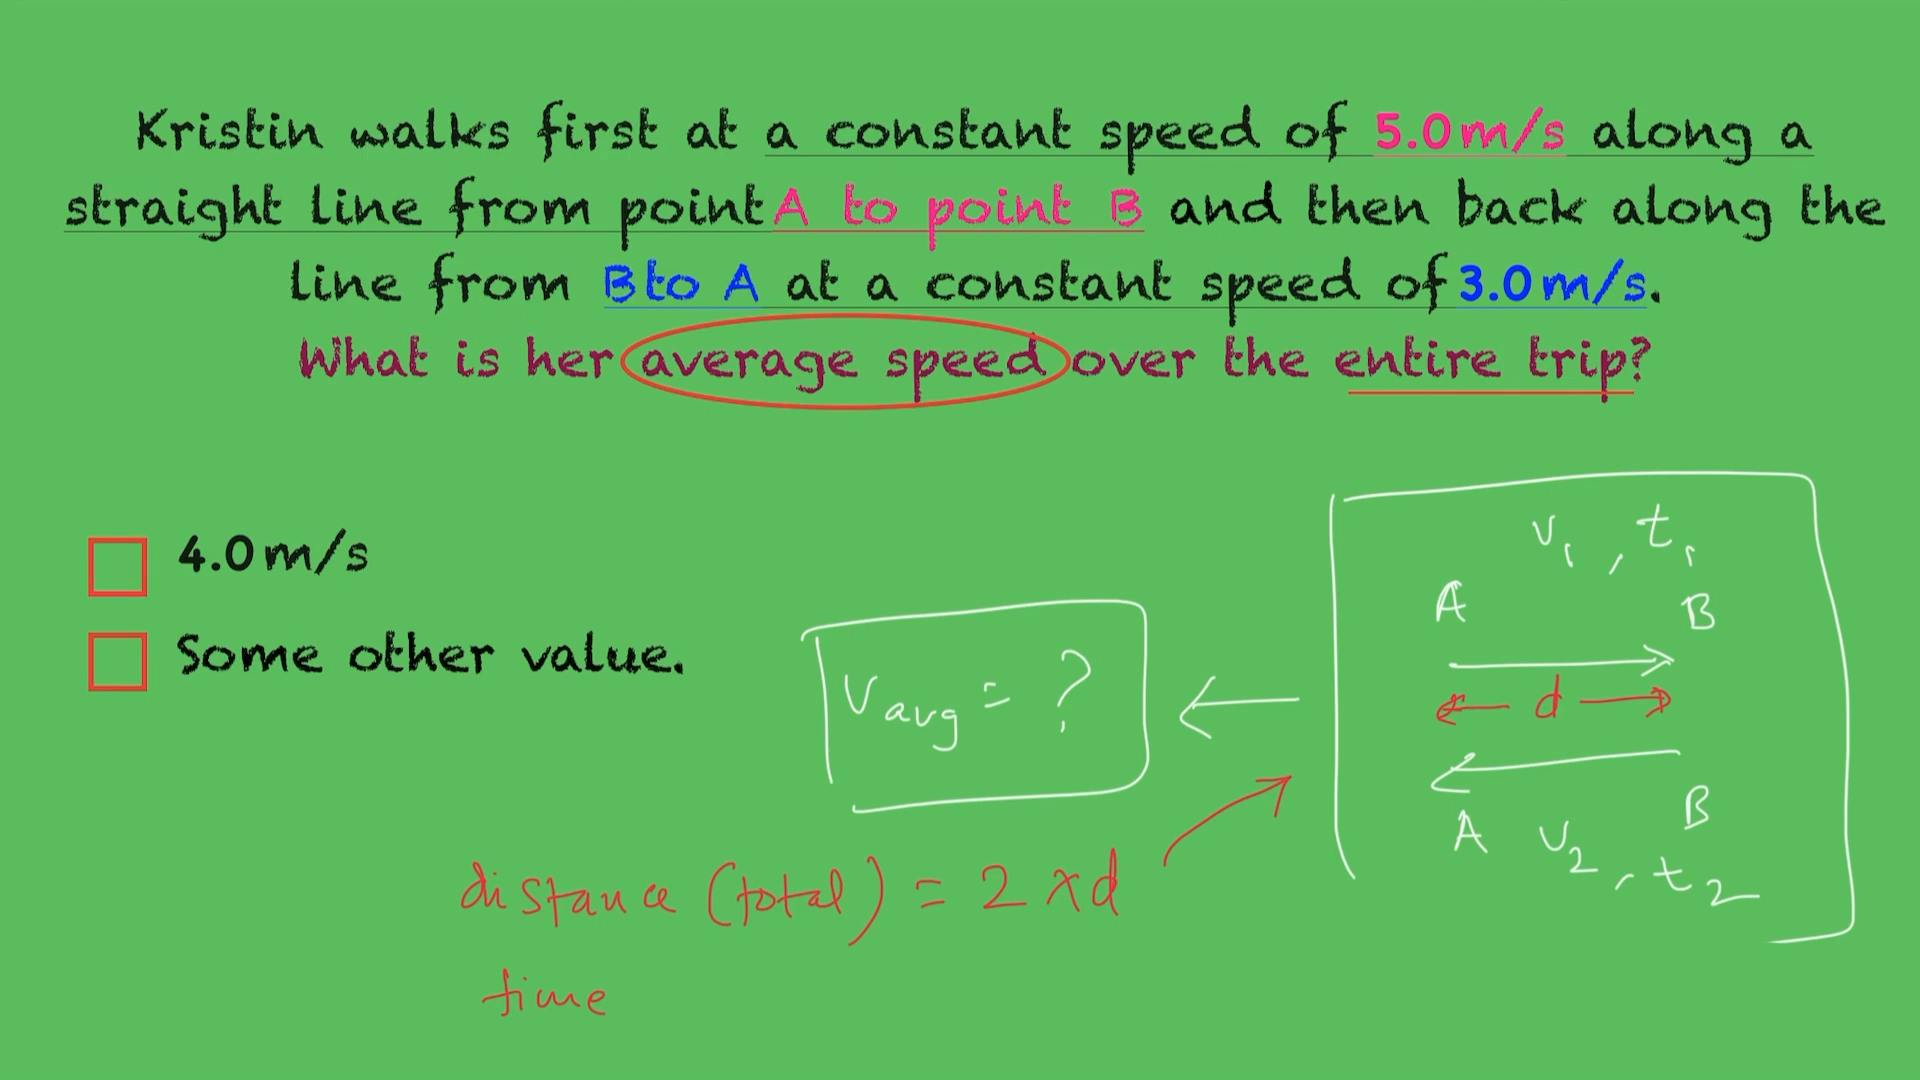 Kristin walks first at a constant speed of 5.0m/s along a
straight line from point A to point B and then back along the
line from B to A at a constant speed of 3.0m/s.
What is her average speed over the entire trip?
4.0m/s
Some other value.
v₁, t₁
A B
d
A B
v₂, t₂
vavg = ?
distance (total) = 2 x d
time